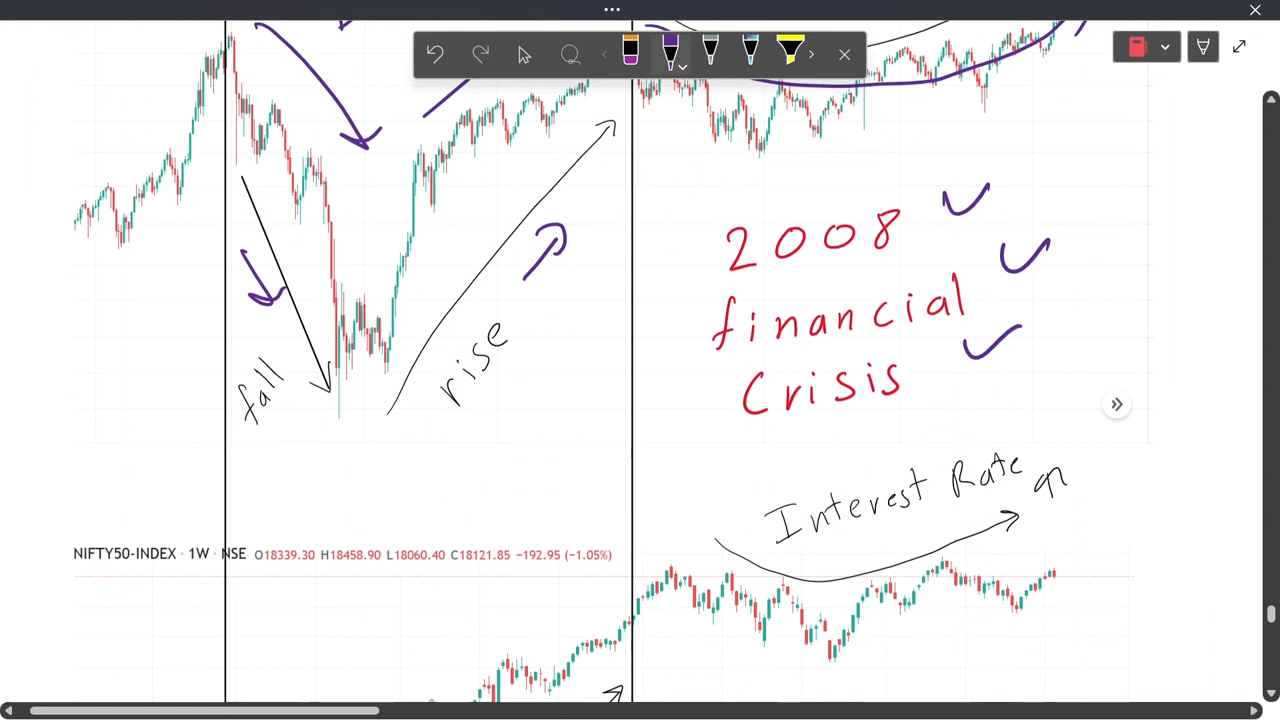 2008
financial
Crisis
rise
fall
Interest Rate
NIFTY50-INDEX · 1W · NSE O18339.30 H18458.90 L18060.40 C18121.85 −192.95 (−1.05%)